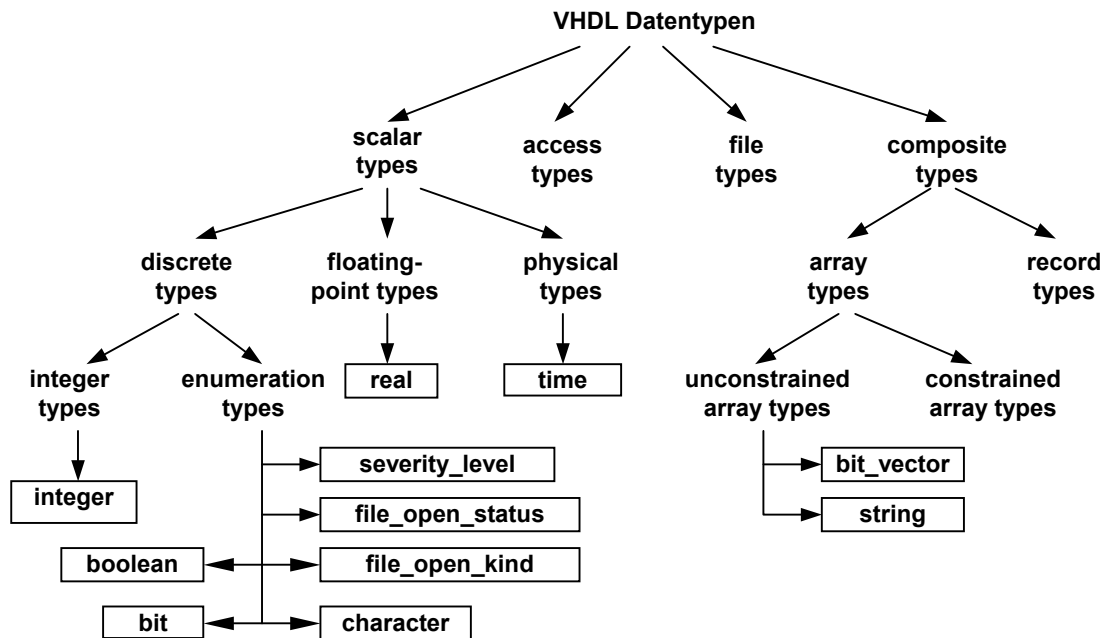 VHDL Datentypen
scalar
types
access
types
file
types
composite
types
discrete
types
floating-
point types
physical
types
array
types
record
types
integer
types
enumeration
types
real
time
unconstrained
array types
constrained
array types
severity_level
bit_vector
integer
file_open_status
string
boolean
file_open_kind
bit
character